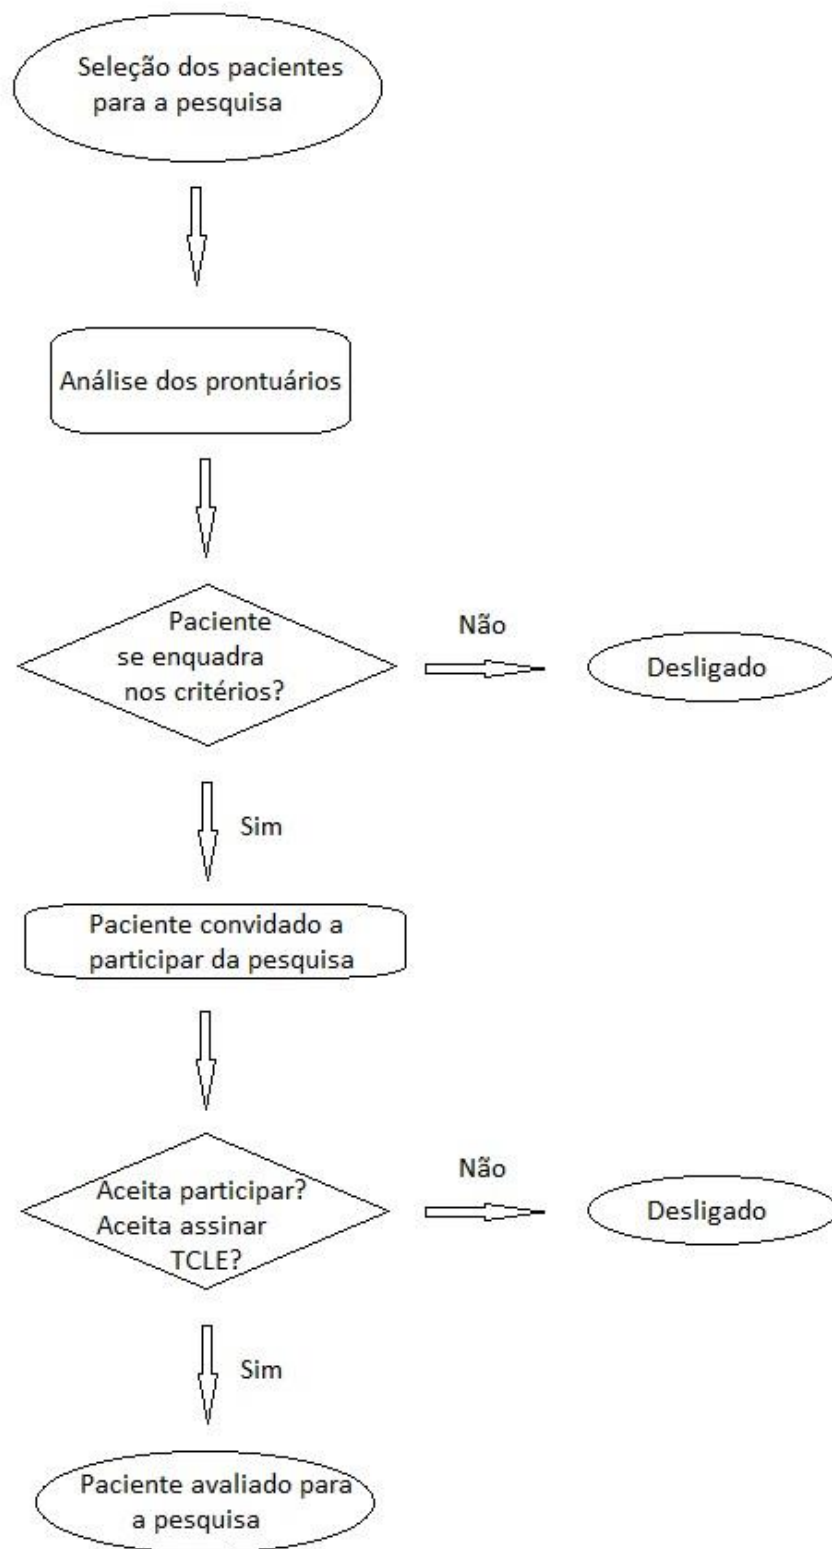 Seleção dos pacientes
para a pesquisa
Análise dos prontuários
Paciente
se enquadra
nos critérios?
Não
Desligado
Sim
Paciente convidado a
participar da pesquisa
Aceita participar?
Aceita assinar
TCLE?
Não
Desligado
Sim
Paciente avaliado para
a pesquisa